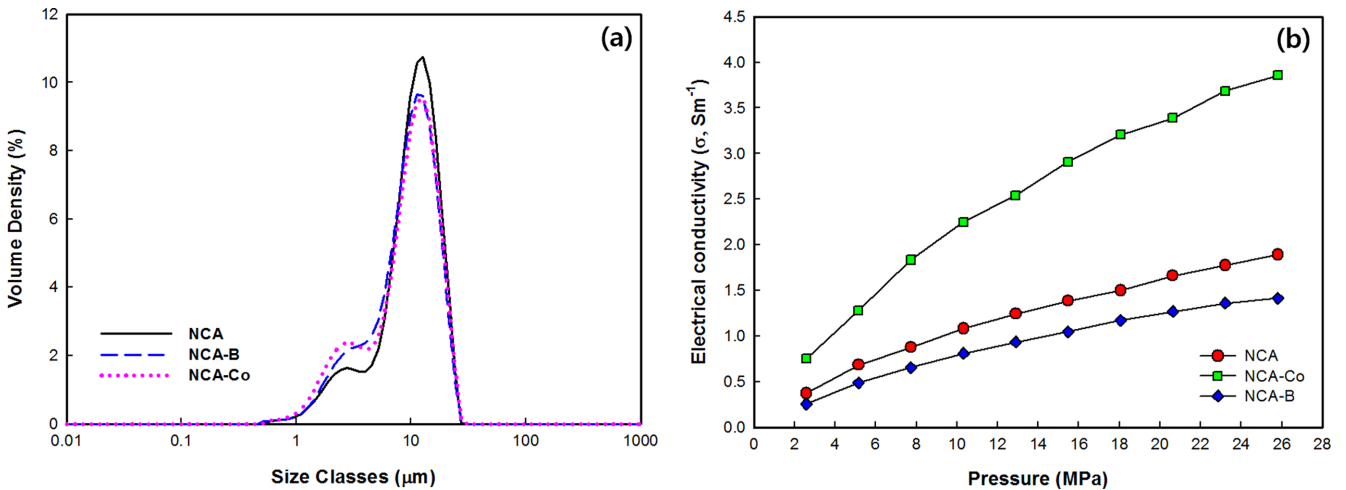 (a)
Volume Density (%)
14
12
10
8
6
4
2
0
NCA
NCA-B
NCA-Co
0.01 0.1 1 10 100 1000
Size Classes (μm)
(b)
Electrical conductivity (σ, Sm⁻¹)
4.5
4.0
3.5
3.0
2.5
2.0
1.5
1.0
0.5
0.0
NCA
NCA-Co
NCA-B
0 2 4 6 8 10 12 14 16 18 20 22 24 26 28
Pressure (MPa)